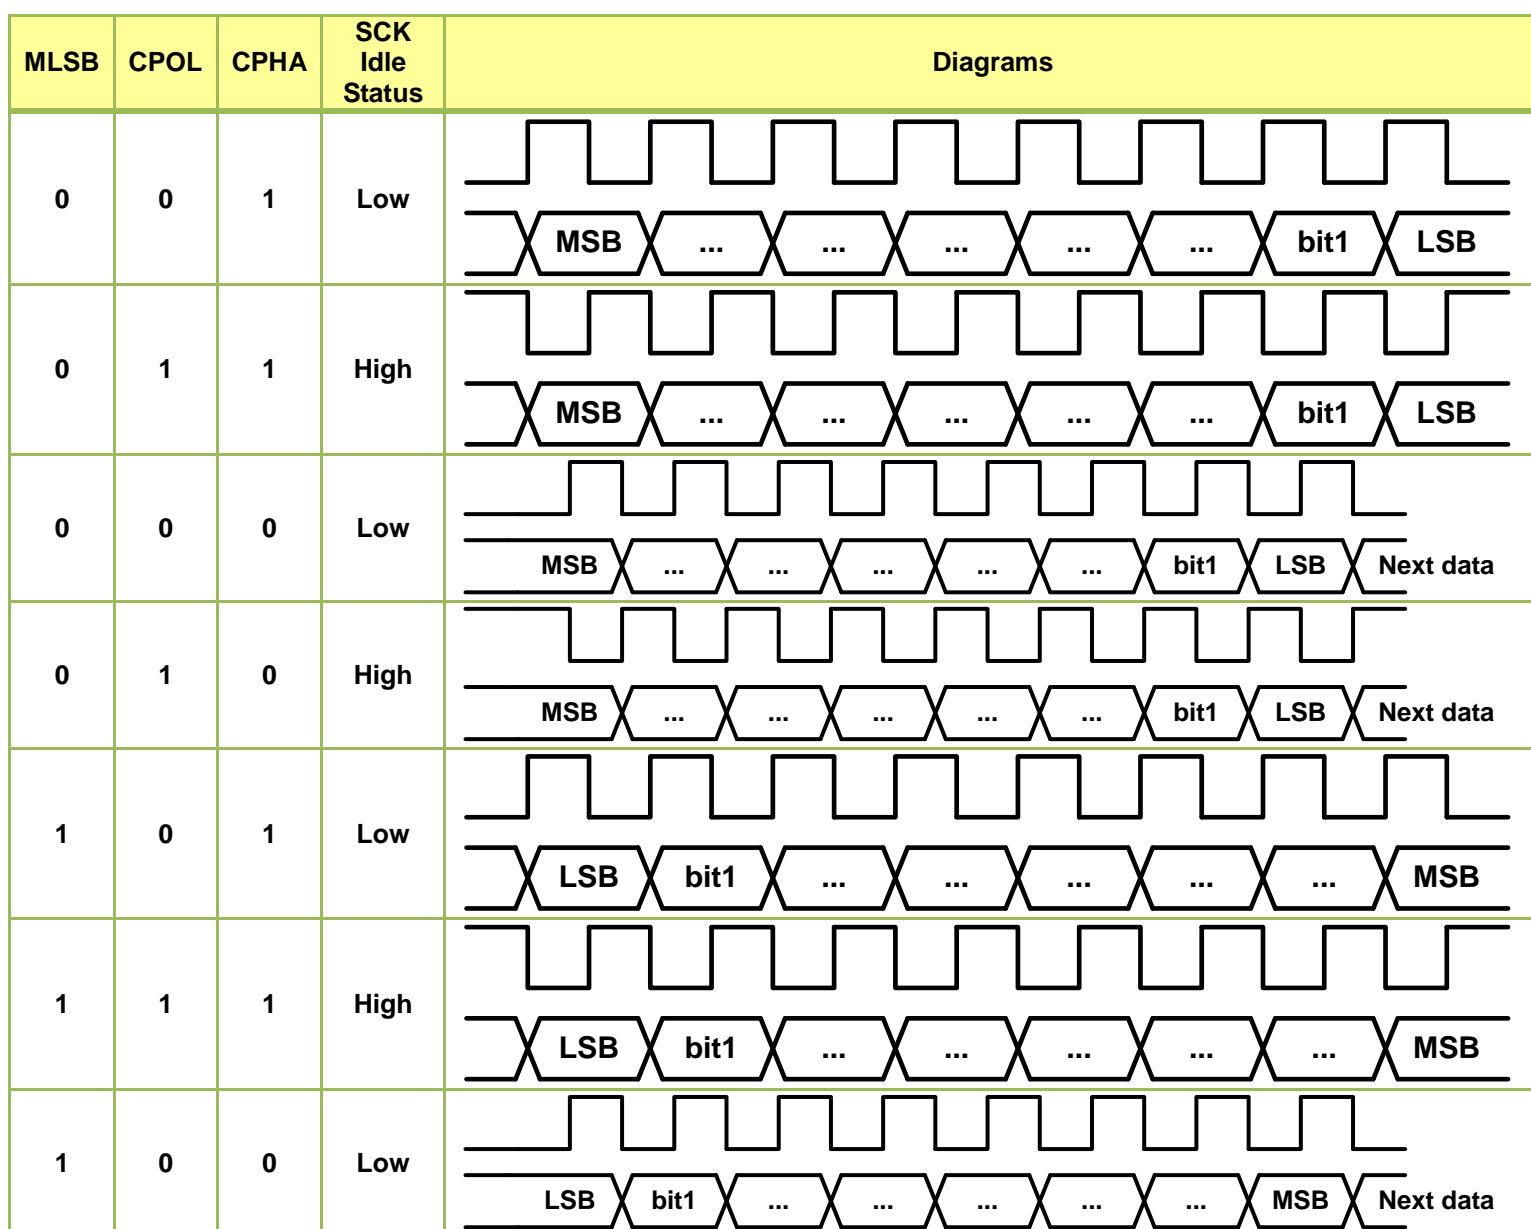 MLSB CPOL CPHA SCK Idle Status Diagrams
0 0 1 Low
MSB ... ... ... ... ... bit1 LSB
0 1 1 High
MSB ... ... ... ... ... bit1 LSB
0 0 0 Low
MSB ... ... ... ... ... bit1 LSB Next data
0 1 0 High
MSB ... ... ... ... ... bit1 LSB Next data
1 0 1 Low
LSB bit1 ... ... ... ... ... MSB
1 1 1 High
LSB bit1 ... ... ... ... ... MSB
1 0 0 Low
LSB bit1 ... ... ... ... ... MSB Next data